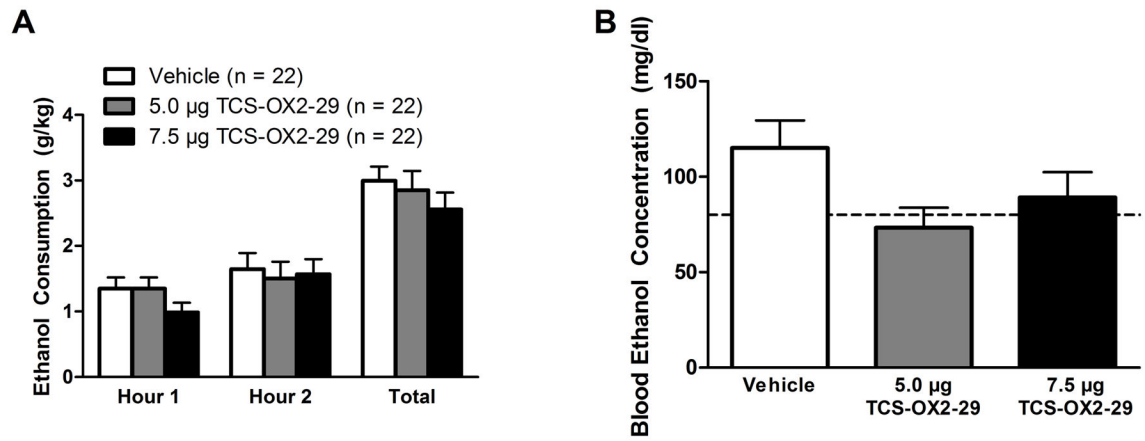 A
Vehicle (n = 22)
5.0 µg TCS-OX2-29 (n = 22)
7.5 µg TCS-OX2-29 (n = 22)
Ethanol Consumption (g/kg)
4
3
2
1
0
Hour 1 Hour 2 Total
B
Blood Ethanol Concentration (mg/dl)
150
100
50
0
Vehicle 5.0 µg 7.5 µg
TCS-OX2-29 TCS-OX2-29